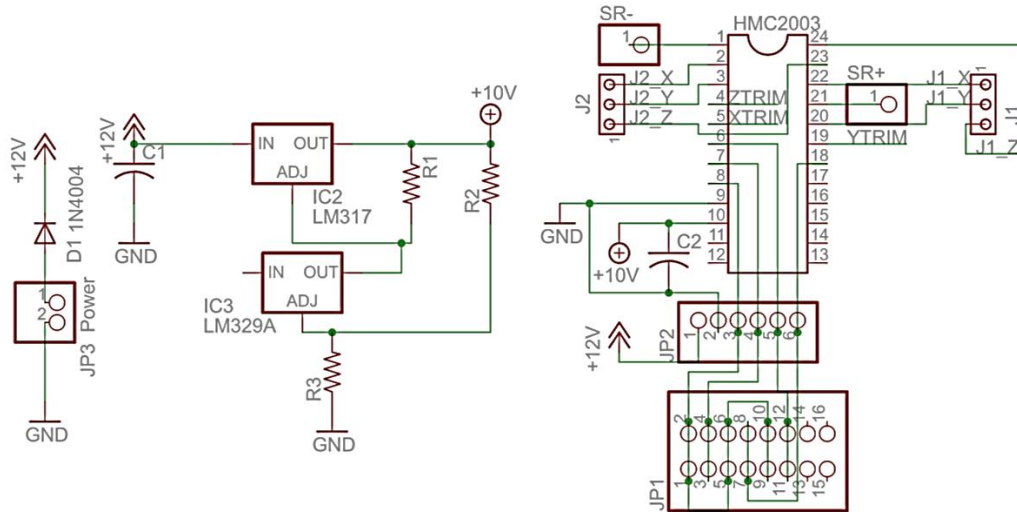 +12V
D1 1N4004
1
2
JP3 Power
GND
+12V
C1
GND
IN OUT
ADJ
IC2
LM317
R1
+10V
R2
IN OUT
ADJ
IC3
LM329A
R3
GND
SR-
1
J2
1
J2_X
J2_Y
J2_Z
HMC2003
1
2
3
4
5
6
7
8
9
10
11
12
24
23
22
21
20
19
18
17
16
15
14
13
ZTRIM
XTRIM
YTRIM
SR+
1
J1_X
J1_Y
J1_Z
1
J1
GND
+10V
C2
+12V
JP2
1
2
3
4
5
6
JP1
2
4
6
8
10
12
14
16
1
3
5
7
9
11
13
15